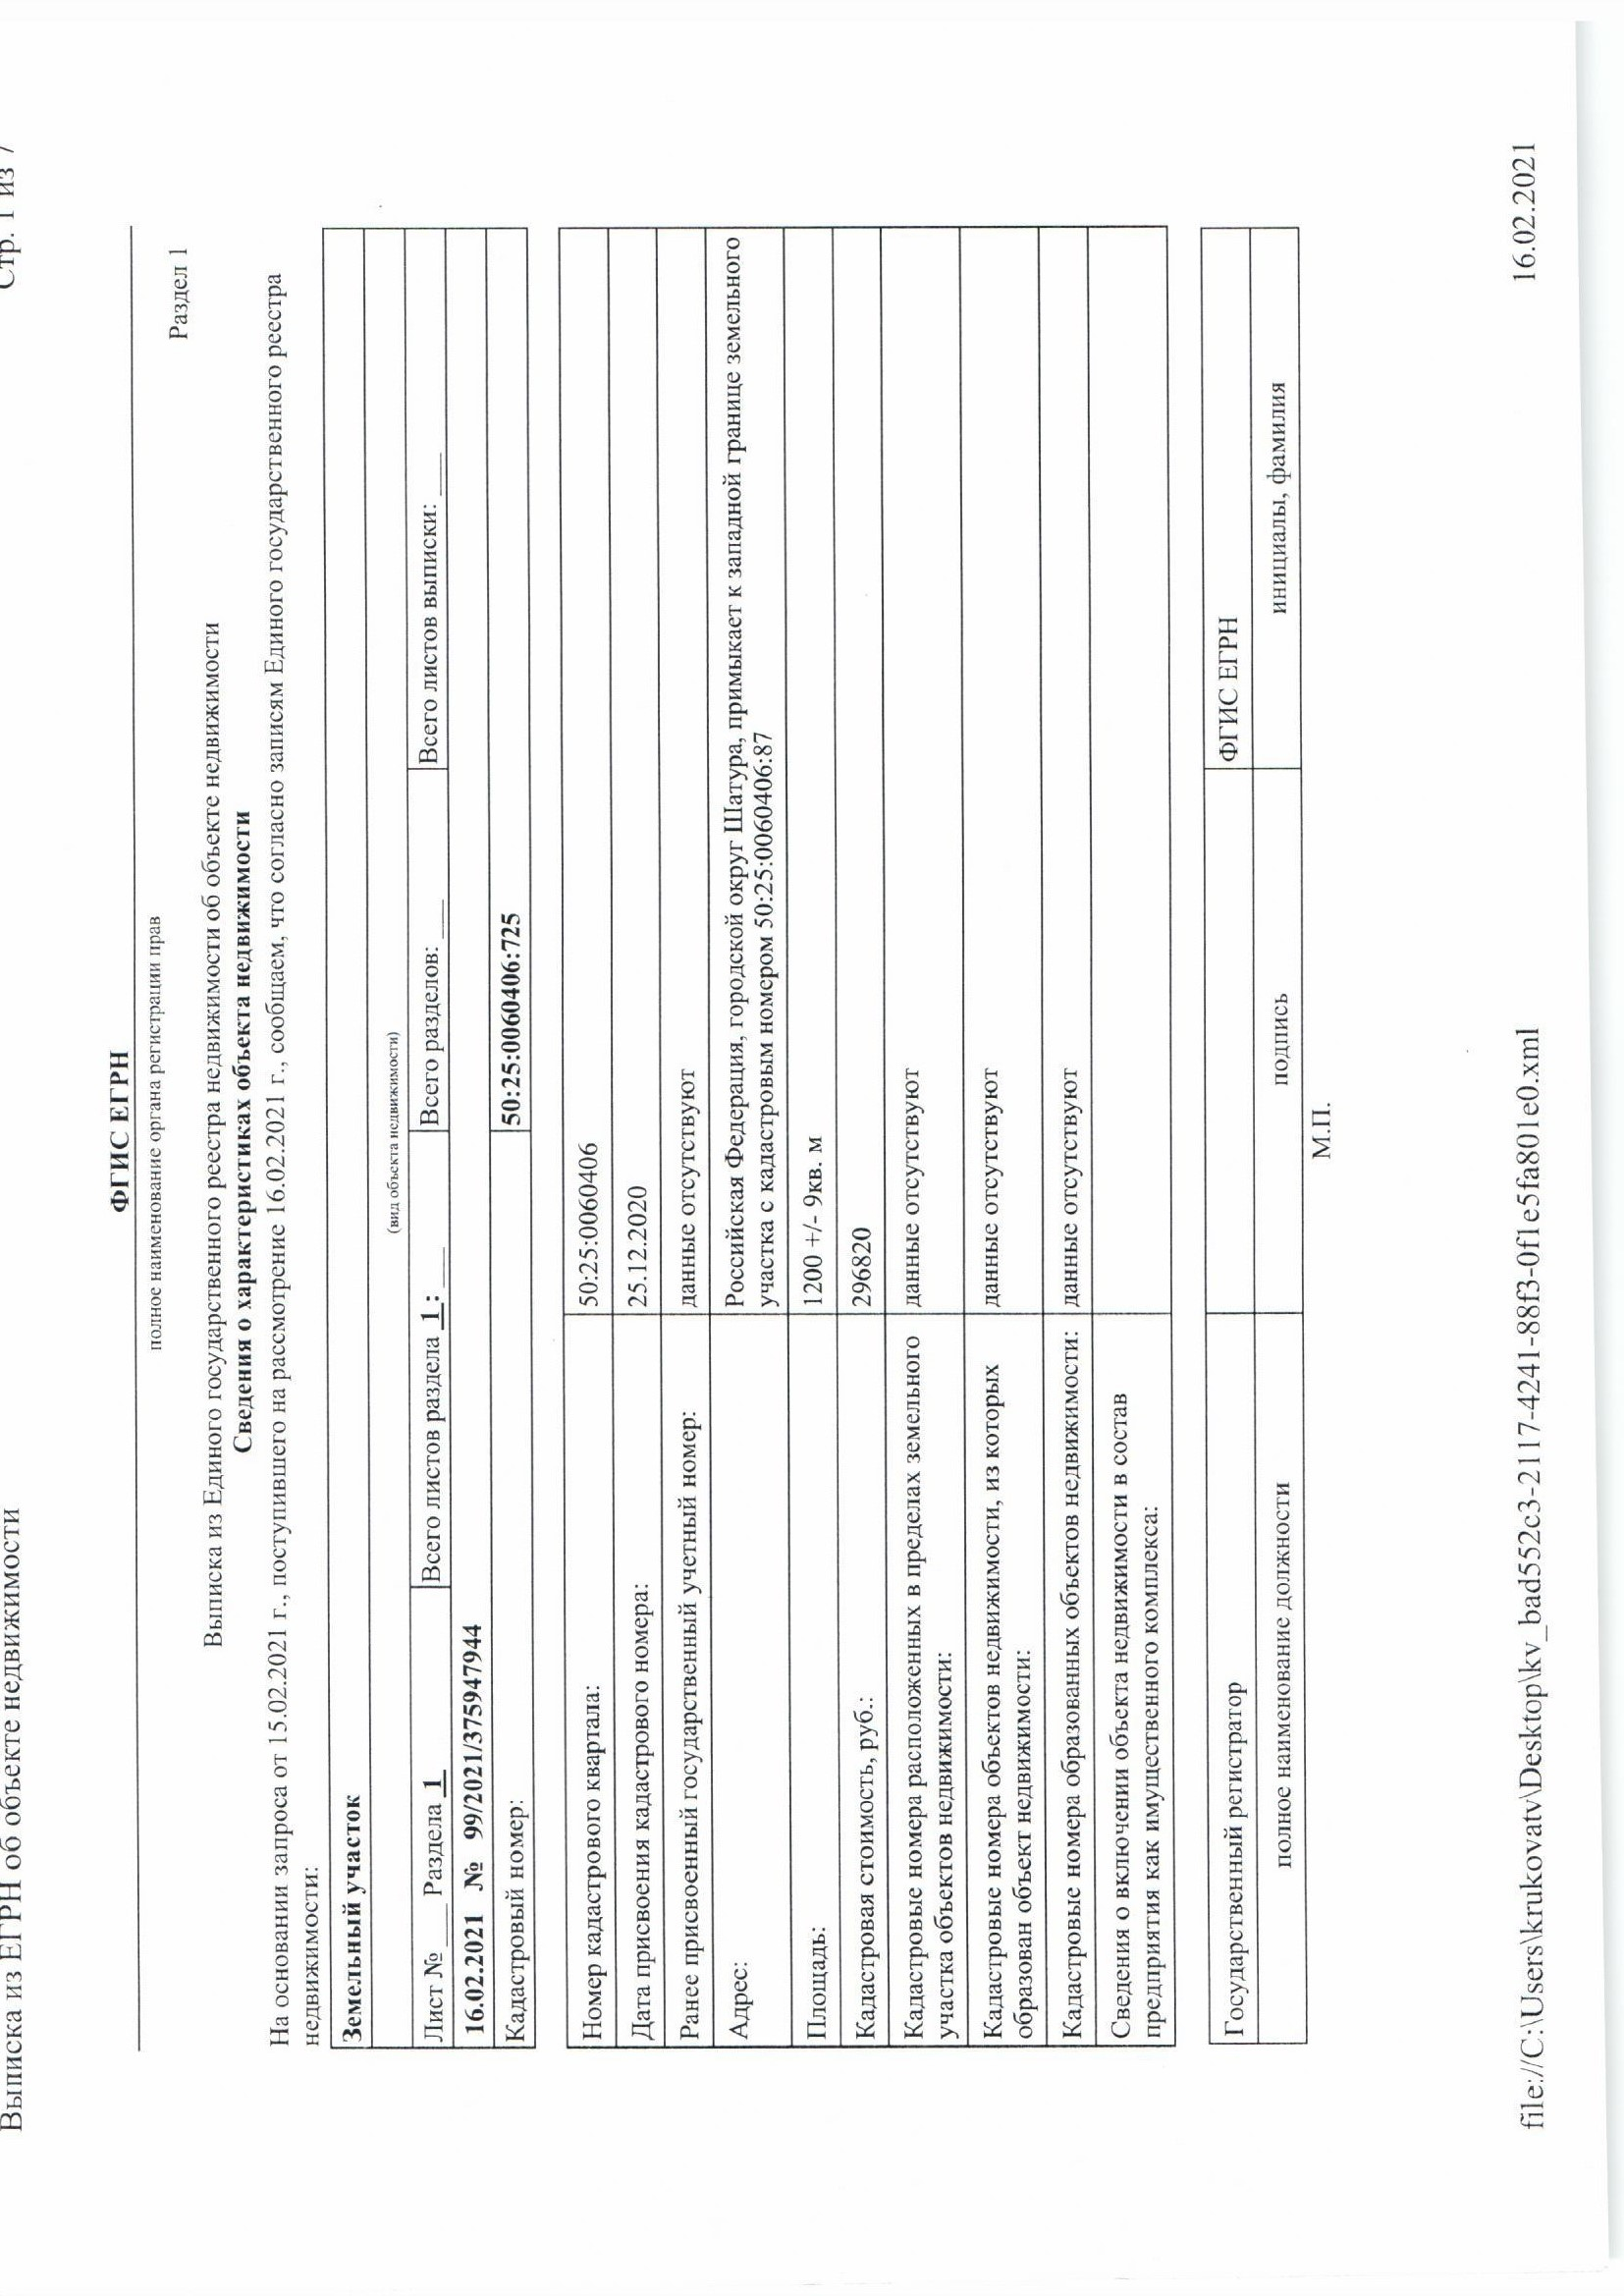 Выписка из ЕГРН об объекте недвижимости Стр. 1 из 7
ФГИС ЕГРН
полное наименование органа регистрации прав
Раздел 1
Выписка из Единого государственного реестра недвижимости об объекте недвижимости
Сведения о характеристиках объекта недвижимости
На основании запроса от 15.02.2021 г., поступившего на рассмотрение 16.02.2021 г., сообщаем, что согласно записям Единого государственного реестра
недвижимости:
Земельный участок
(вид объекта недвижимости)
Лист № ___ Раздела 1 Всего листов раздела 1: ___ Всего разделов: ___ Всего листов выписки: ___
16.02.2021 № 99/2021/375947944
Кадастровый номер: 50:25:0060406:725
Номер кадастрового квартала: 50:25:0060406
Дата присвоения кадастрового номера: 25.12.2020
Ранее присвоенный государственный учетный номер: данные отсутствуют
Адрес: Российская Федерация, городской округ Шатура, примыкает к западной границе земельного
участка с кадастровым номером 50:25:0060406:87
Площадь: 1200 +/- 9кв. м
Кадастровая стоимость, руб.: 296820
Кадастровые номера расположенных в пределах земельного данные отсутствуют
участка объектов недвижимости:
Кадастровые номера объектов недвижимости, из которых данные отсутствуют
образован объект недвижимости:
Кадастровые номера образованных объектов недвижимости: данные отсутствуют
Сведения о включении объекта недвижимости в состав
предприятия как имущественного комплекса:
Государственный регистратор ФГИС ЕГРН
полное наименование должности подпись инициалы, фамилия
М.П.
file://C:\Users\krukovatv\Desktop\kv_bad552c3-2117-4241-88f3-0f1e5fa801e0.xml 16.02.2021